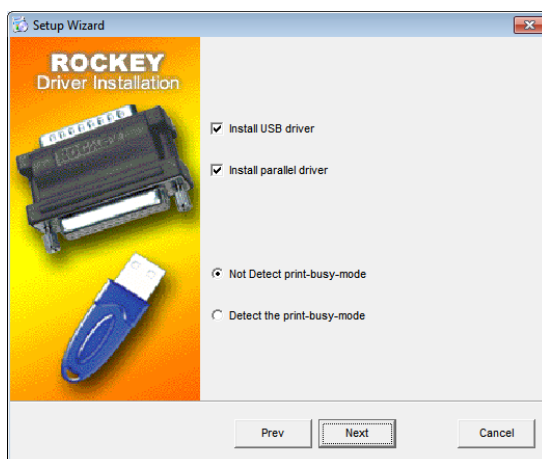 Setup Wizard
ROCKEY
Driver Installation
ROCKEY4
Install USB driver
Install parallel driver
Not Detect print-busy-mode
Detect the print-busy-mode
Prev
Next
Cancel